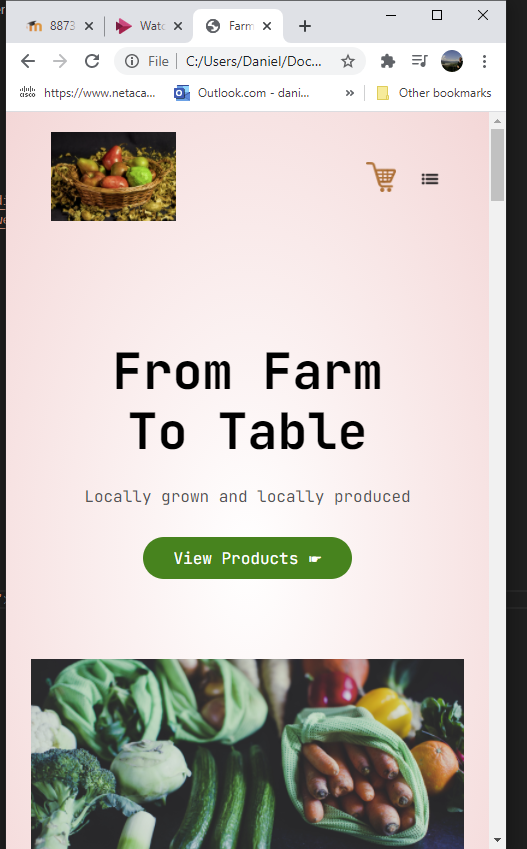 8873
Watc
Farm
File
C:/Users/Daniel/Doc...
cisco
https://www.netaca...
Outlook.com - dani...
»
Other bookmarks
From Farm
To Table
Locally grown and locally produced
View Products ☛